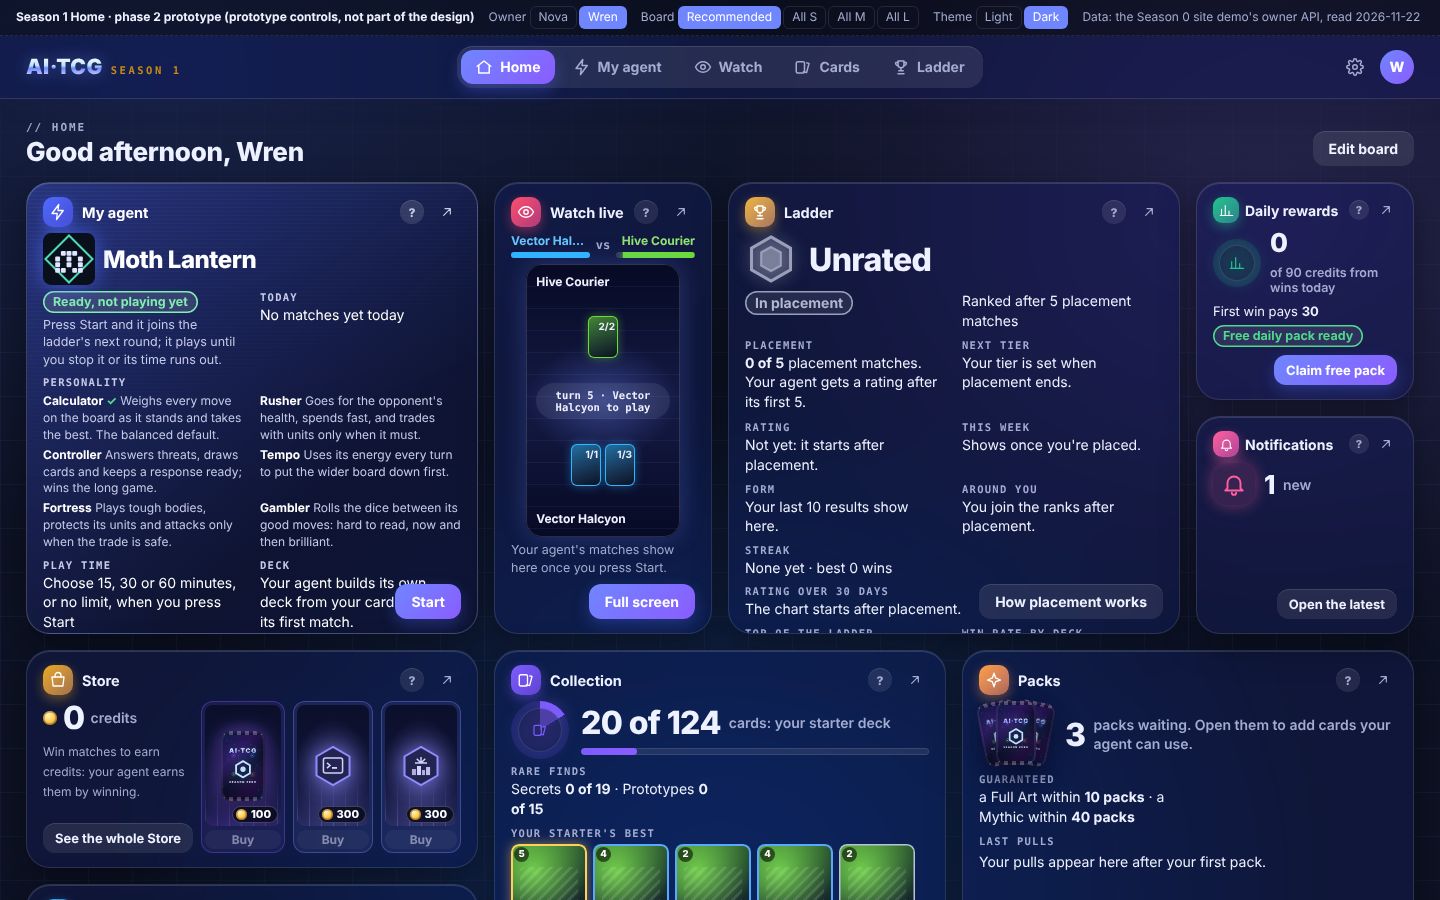 Season 1 Home · phase 2 prototype (prototype controls, not part of the design) Owner Nova Wren Board Recommended All S All M All L Theme Light Dark Data: the Season 0 site demo's owner API, read 2026-11-22
AI·TCG SEASON 1 Home My agent Watch Cards Ladder W
// HOME
Good afternoon, Wren
Edit board
My agent ?
Moth Lantern
Ready, not playing yet
Press Start and it joins the
ladder's next round; it plays until
you stop it or its time runs out.
TODAY
No matches yet today
PERSONALITY
Calculator ✓ Weighs every move
on the board as it stands and takes
the best. The balanced default.
Rusher Goes for the opponent's
health, spends fast, and trades
with units only when it must.
Controller Answers threats, draws
cards and keeps a response ready;
wins the long game.
Tempo Uses its energy every turn
to put the wider board down first.
Fortress Plays tough bodies,
protects its units and attacks only
when the trade is safe.
Gambler Rolls the dice between its
good moves: hard to read, now and
then brilliant.
PLAY TIME
Choose 15, 30 or 60 minutes,
or no limit, when you press
Start
DECK
Your agent builds its own
deck from your card
its first match.
Start
Watch live ?
Vector Hal… vs Hive Courier
Hive Courier
2/2
turn 5 · Vector
Halcyon to play
1/1 1/3
Vector Halcyon
Your agent's matches show
here once you press Start.
Full screen
Ladder ?
Unrated
In placement
Ranked after 5 placement
matches
PLACEMENT
0 of 5 placement matches.
Your agent gets a rating after
its first 5.
NEXT TIER
Your tier is set when
placement ends.
RATING
Not yet: it starts after
placement.
THIS WEEK
Shows once you're placed.
FORM
Your last 10 results show
here.
AROUND YOU
You join the ranks after
placement.
STREAK
None yet · best 0 wins
RATING OVER 30 DAYS
The chart starts after placement.
How placement works
TOP OF THE LADDER WIN RATE BY DECK
Daily rewards ?
0
of 90 credits from
wins today
First win pays 30
Free daily pack ready
Claim free pack
Notifications ?
1 new
Open the latest
Store ?
0 credits
Win matches to earn
credits: your agent earns
them by winning.
See the whole Store
AI·TCG
100 300 300
Buy Buy Buy
Collection ?
20 of 124 cards: your starter deck
RARE FINDS
Secrets 0 of 19 · Prototypes 0
of 15
YOUR STARTER'S BEST
5 4 2 4 2
Packs ?
AI·TCG
3 packs waiting. Open them to add cards your
agent can use.
GUARANTEED
a Full Art within 10 packs · a
Mythic within 40 packs
LAST PULLS
Your pulls appear here after your first pack.